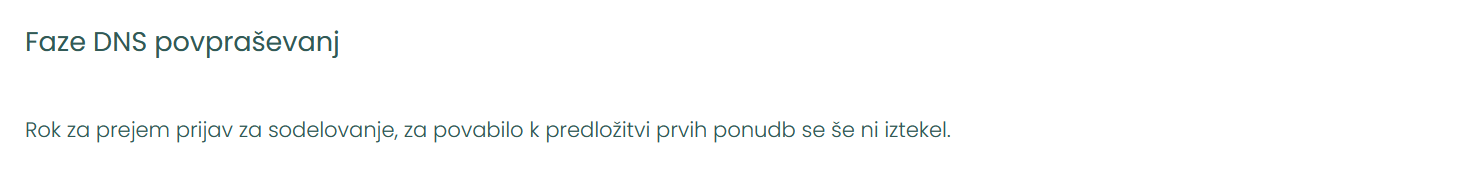 Faze DNS povpraševanj
Rok za prejem prijav za sodelovanje, za povabilo k predložitvi prvih ponudb se še ni iztekel.